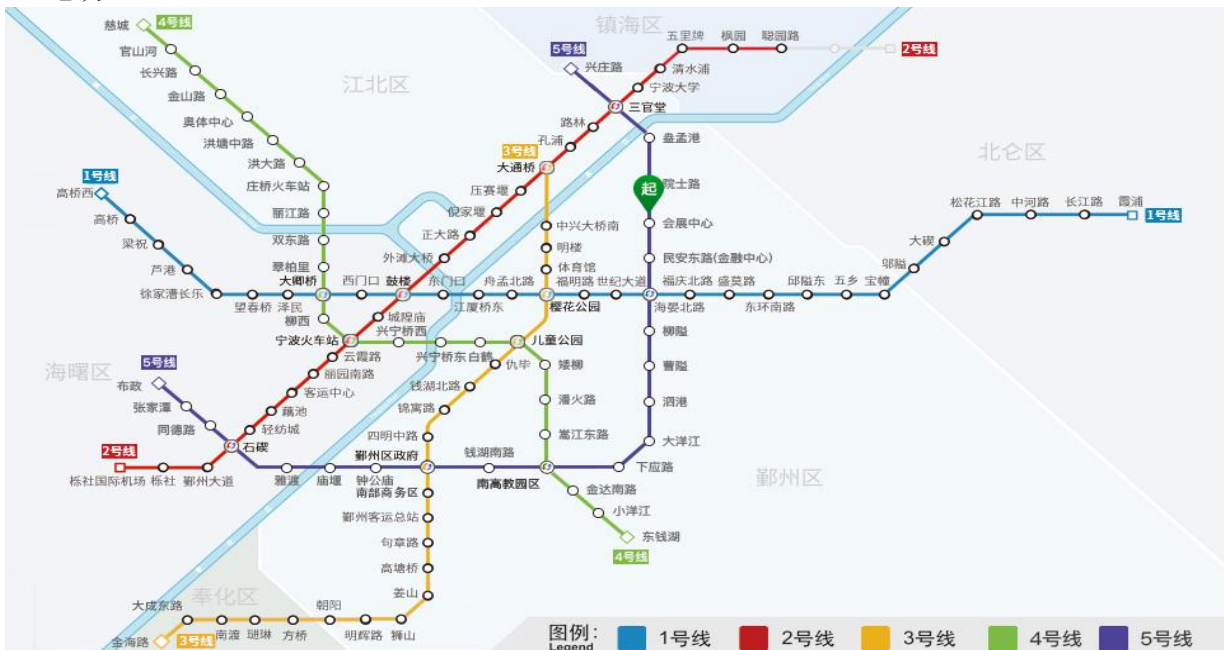 慈城
4号线
官山河
长兴路
金山路
奥体中心
洪塘中路
洪大路
庄桥火车站
丽江路
双东路
翠柏里
大卿桥
江北区
镇海区
北仑区
海曙区
鄞州区
奉化区
5号线
兴庄路
五里牌
枫园
聪园路
2号线
清水浦
宁波大学
三官堂
路林
孔浦
3号线
大通桥
压赛堰
倪家堰
正大路
外滩大桥
盎孟港
院士路
起
会展中心
民安东路(金融中心)
1号线
高桥西
高桥
梁祝
芦港
徐家漕长乐
望春桥
泽民
西门口
鼓楼
东门口
江厦桥东
舟孟北路
樱花公园
福明路
世纪大道
海晏北路
福庆北路
盛莫路
东环南路
邱隘东
五乡
宝幢
邬隘
大碶
松花江路
中河路
长江路
霞浦
1号线
中兴大桥南
明楼
体育馆
柳西
城隍庙
宁波火车站
兴宁桥西
兴宁桥东
白鹤
儿童公园
云霞路
丽园南路
客运中心
藕池
轻纺城
石碶
5号线
布政
张家潭
同德路
2号线
栎社国际机场
栎社
鄞州大道
雅渡
庙堰
钟公庙
鄞州区政府
钱湖南路
南高教园区
下应路
大洋江
泗港
曹隘
柳隘
仇毕
钱湖北路
锦寓路
四明中路
矮柳
潘火路
嵩江东路
金达南路
小洋江
东钱湖
4号线
南部商务区
鄞州客运总站
句章路
高塘桥
姜山
狮山
明辉路
朝阳
方桥
琎琳
南渡
大成东路
金海路
3号线
图例：
Legend
1号线
2号线
3号线
4号线
5号线